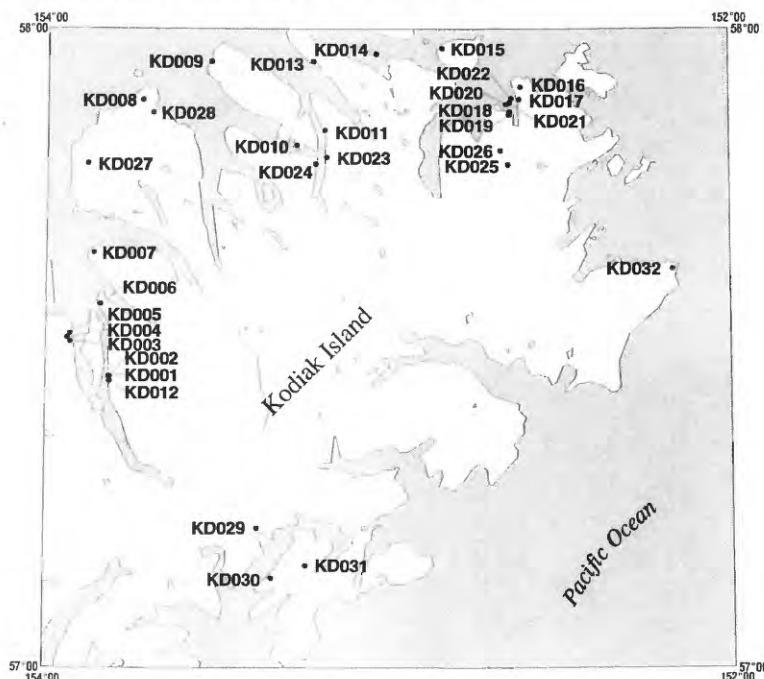 154°00'
152°00'
58°00'
58°00'
KD009
KD013
KD014
KD015
KD022
KD016
KD008
KD020
KD017
KD028
KD018
KD021
KD019
KD011
KD010
KD026
KD027
KD023
KD024
KD025
KD007
KD032
KD006
KD005
KD004
KD003
KD002
KD001
KD012
Kodiak Island
KD029
KD031
KD030
Pacific Ocean
57°00'
57°00'
154°00'
152°00'